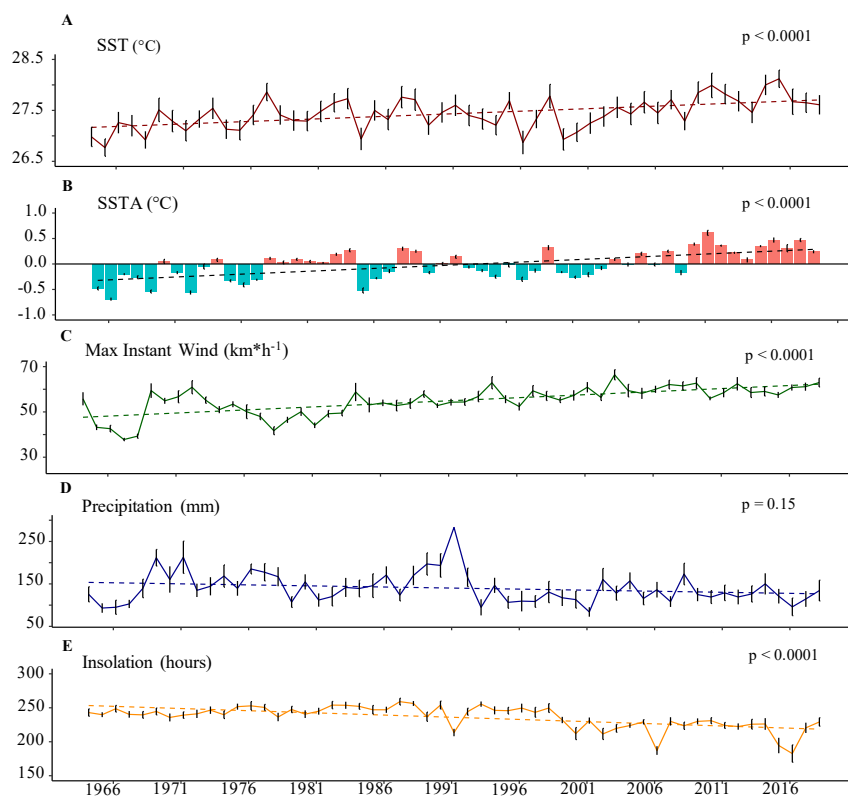 A
SST (°C)
p < 0.0001
28.5
27.5
26.5
B
SSTA (°C)
p < 0.0001
1.0
0.5
0.0
-0.5
-1.0
C
Max Instant Wind (km*h⁻¹)
p < 0.0001
70
50
30
D
Precipitation (mm)
p = 0.15
250
150
50
E
Insolation (hours)
p < 0.0001
300
250
200
150
1966 1971 1976 1981 1986 1991 1996 2001 2006 2011 2016